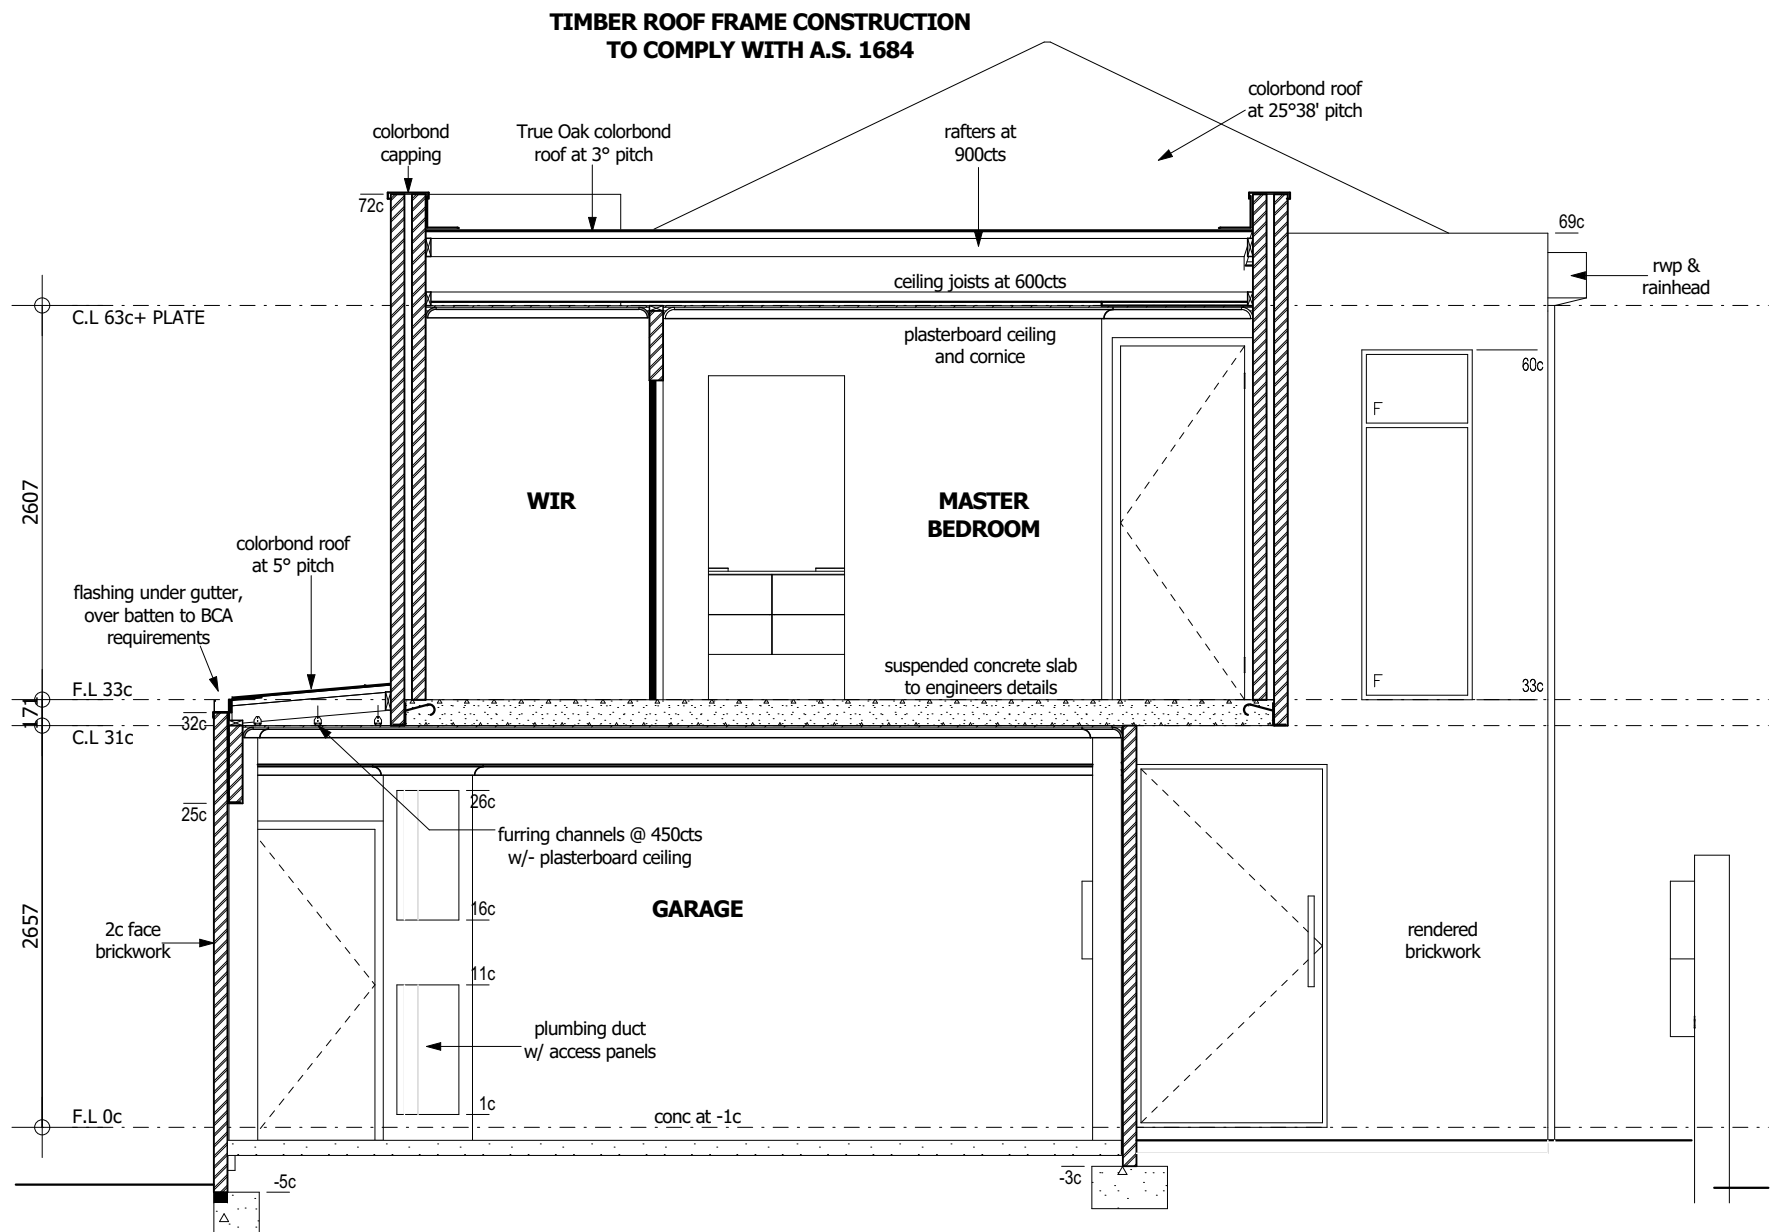 TIMBER ROOF FRAME CONSTRUCTION
TO COMPLY WITH A.S. 1684
colorbond roof
at 25°38' pitch
colorbond
capping
True Oak colorbond
roof at 3° pitch
rafters at
900cts
72c
69c
rwp &
rainhead
ceiling joists at 600cts
C.L 63c+ PLATE
plasterboard ceiling
and cornice
60c
F
WIR
MASTER
BEDROOM
2607
colorbond roof
at 5° pitch
flashing under gutter,
over batten to BCA
requirements
suspended concrete slab
to engineers details
F
33c
F.L 33c
171
32c
C.L 31c
26c
25c
furring channels @ 450cts
w/- plasterboard ceiling
16c
GARAGE
2657
2c face
brickwork
rendered
brickwork
11c
plumbing duct
w/ access panels
1c
conc at -1c
F.L 0c
-5c
-3c